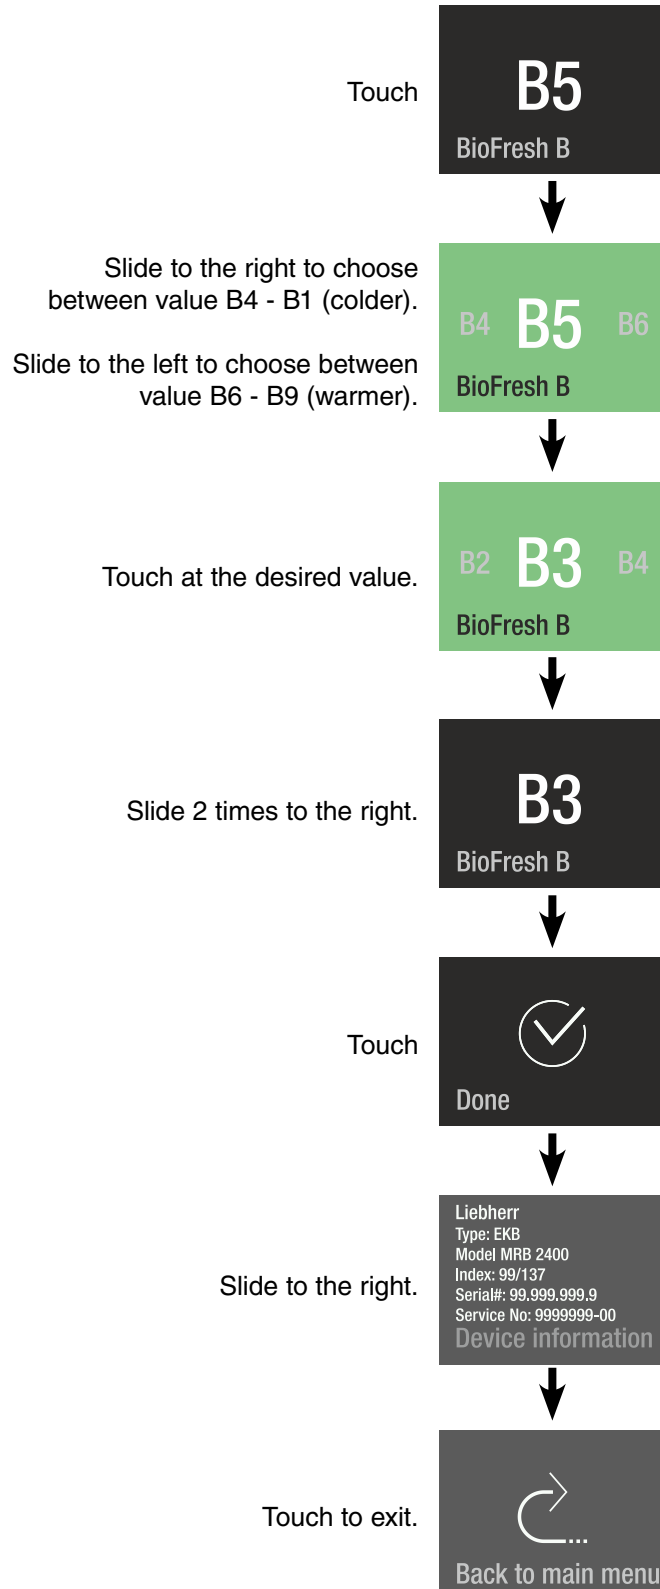 Touch
B5
BioFresh B
Slide to the right to choose
between value B4 - B1 (colder).
Slide to the left to choose between
value B6 - B9 (warmer).
B4 B5 B6
BioFresh B
Touch at the desired value.
B2 B3 B4
BioFresh B
Slide 2 times to the right.
B3
BioFresh B
Touch
Done
Slide to the right.
Liebherr
Type: EKB
Model MRB 2400
Index: 99/137
Serial#: 99.999.999.9
Service No: 9999999-00
Device information
Touch to exit.
Back to main menu